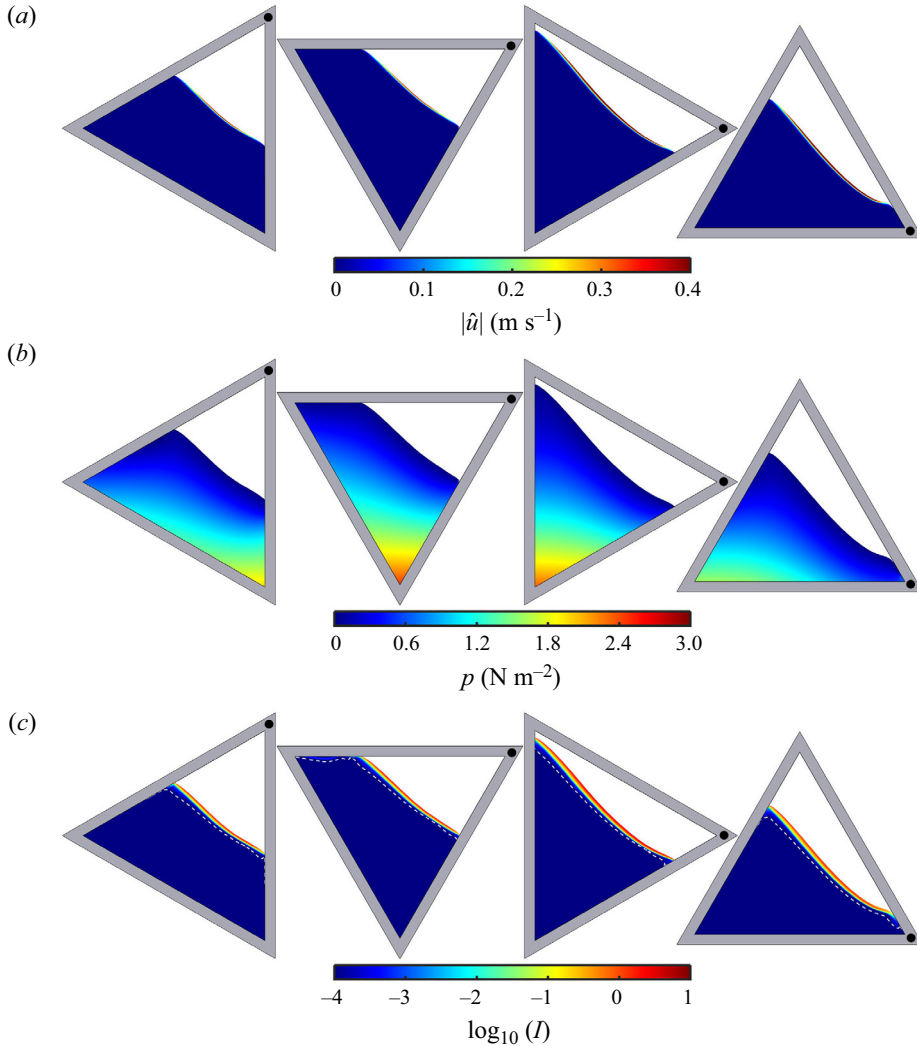 (a)
0 0.1 0.2 0.3 0.4
|û| (m s⁻¹)
(b)
0 0.6 1.2 1.8 2.4 3.0
p (N m⁻²)
(c)
–4 –3 –2 –1 0 1
log₁₀ (I)